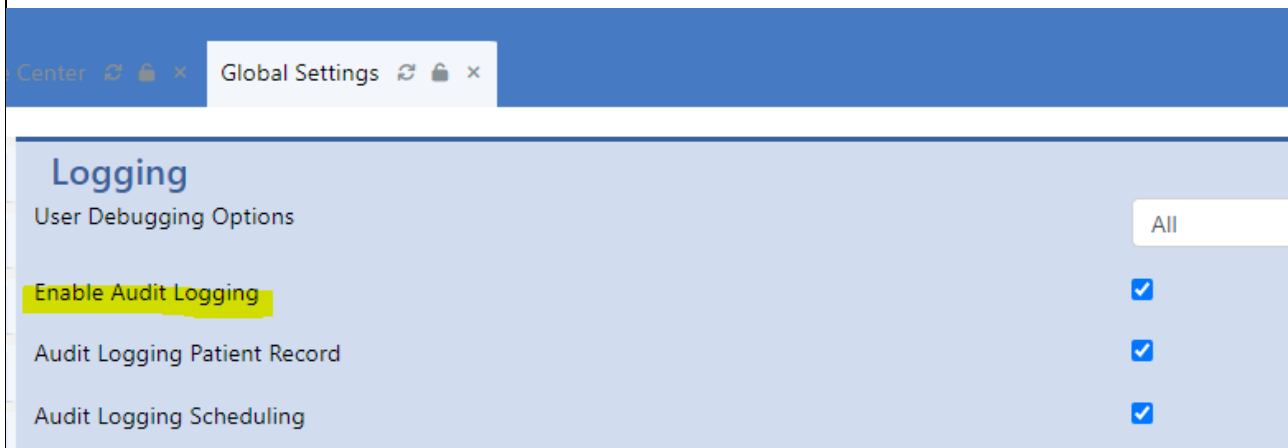 Center
Global Settings
Logging
User Debugging Options
All
Enable Audit Logging
Audit Logging Patient Record
Audit Logging Scheduling